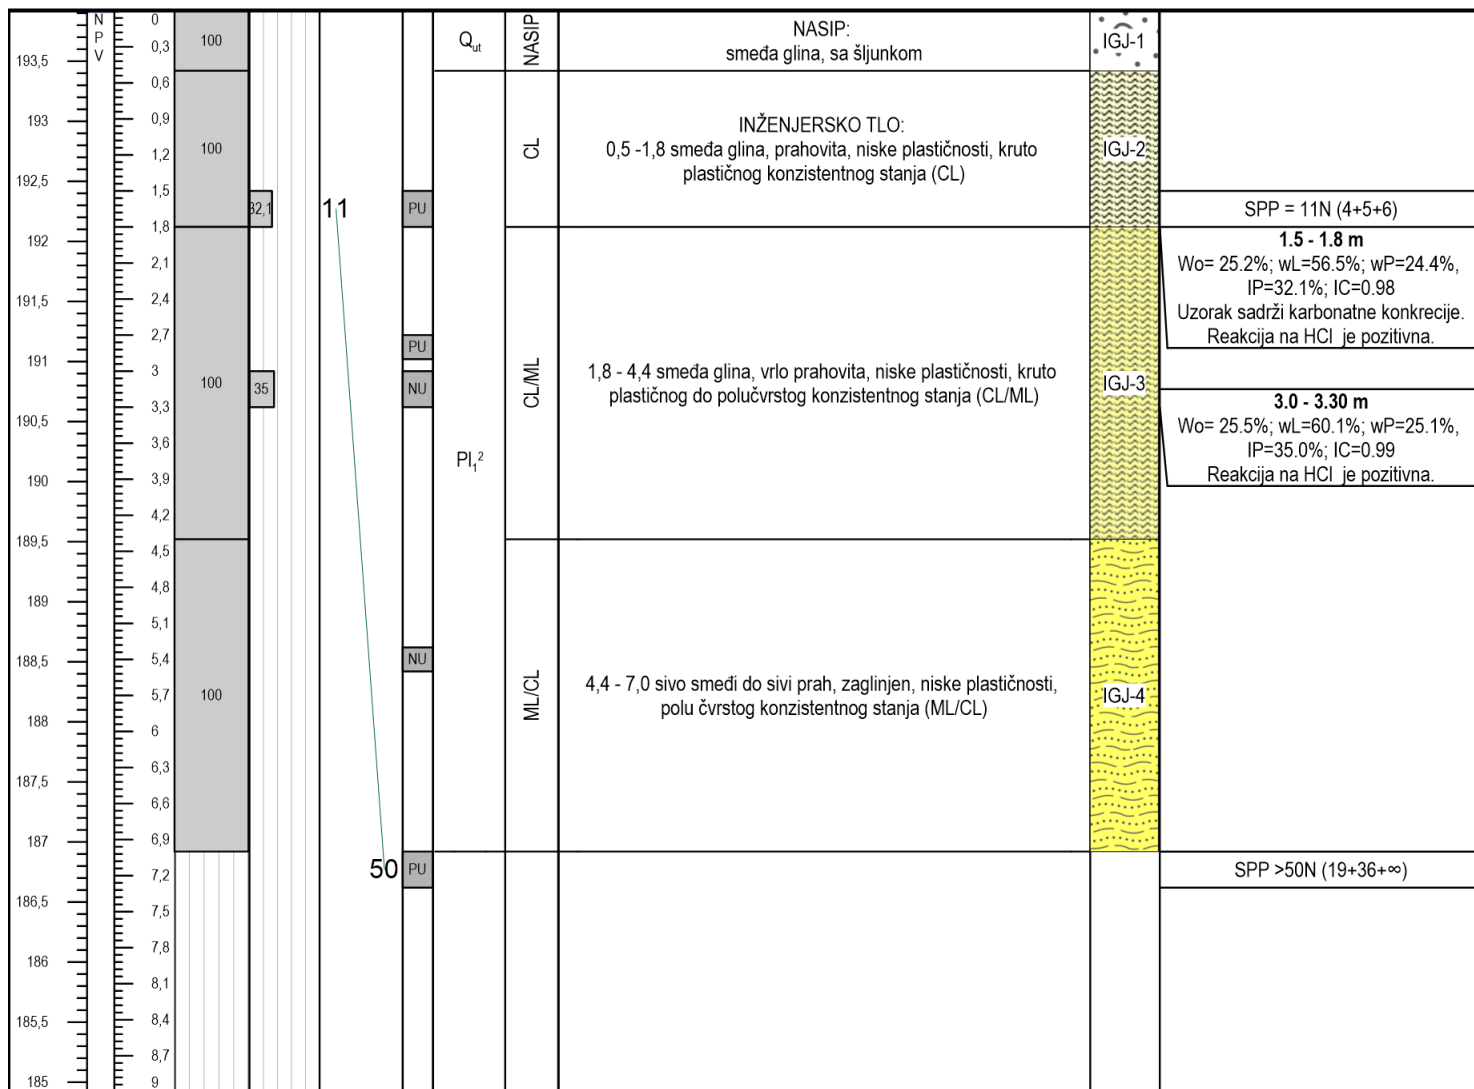 193,5
193
192,5
192
191,5
191
190,5
190
189,5
189
188,5
188
187,5
187
186,5
186
185,5
185
N
P
V
0
0,3
0,6
0,9
1,2
1,5
1,8
2,1
2,4
2,7
3
3,3
3,6
3,9
4,2
4,5
4,8
5,1
5,4
5,7
6
6,3
6,6
6,9
7,2
7,5
7,8
8,1
8,4
8,7
9
100
100
100
100
32,1
35
11
50
PU
PU
NU
NU
PU
Qut
Pl₁²
NASIP
CL
CL/ML
ML/CL
NASIP:
smeđa glina, sa šljunkom
INŽENJERSKO TLO:
0,5 -1,8 smeđa glina, prahovita, niske plastičnosti, kruto
plastičnog konzistentnog stanja (CL)
1,8 - 4,4 smeđa glina, vrlo prahovita, niske plastičnosti, kruto
plastičnog do polučvrstog konzistentnog stanja (CL/ML)
4,4 - 7,0 sivo smeđi do sivi prah, zaglinjen, niske plastičnosti,
polu čvrstog konzistentnog stanja (ML/CL)
IGJ-1
IGJ-2
IGJ-3
IGJ-4
SPP = 11N (4+5+6)
1.5 - 1.8 m
Wo= 25.2%; wL=56.5%; wP=24.4%,
IP=32.1%; IC=0.98
Uzorak sadrži karbonatne konkrecije.
Reakcija na HCl je pozitivna.
3.0 - 3.30 m
Wo= 25.5%; wL=60.1%; wP=25.1%,
IP=35.0%; IC=0.99
Reakcija na HCl je pozitivna.
SPP >50N (19+36+∞)